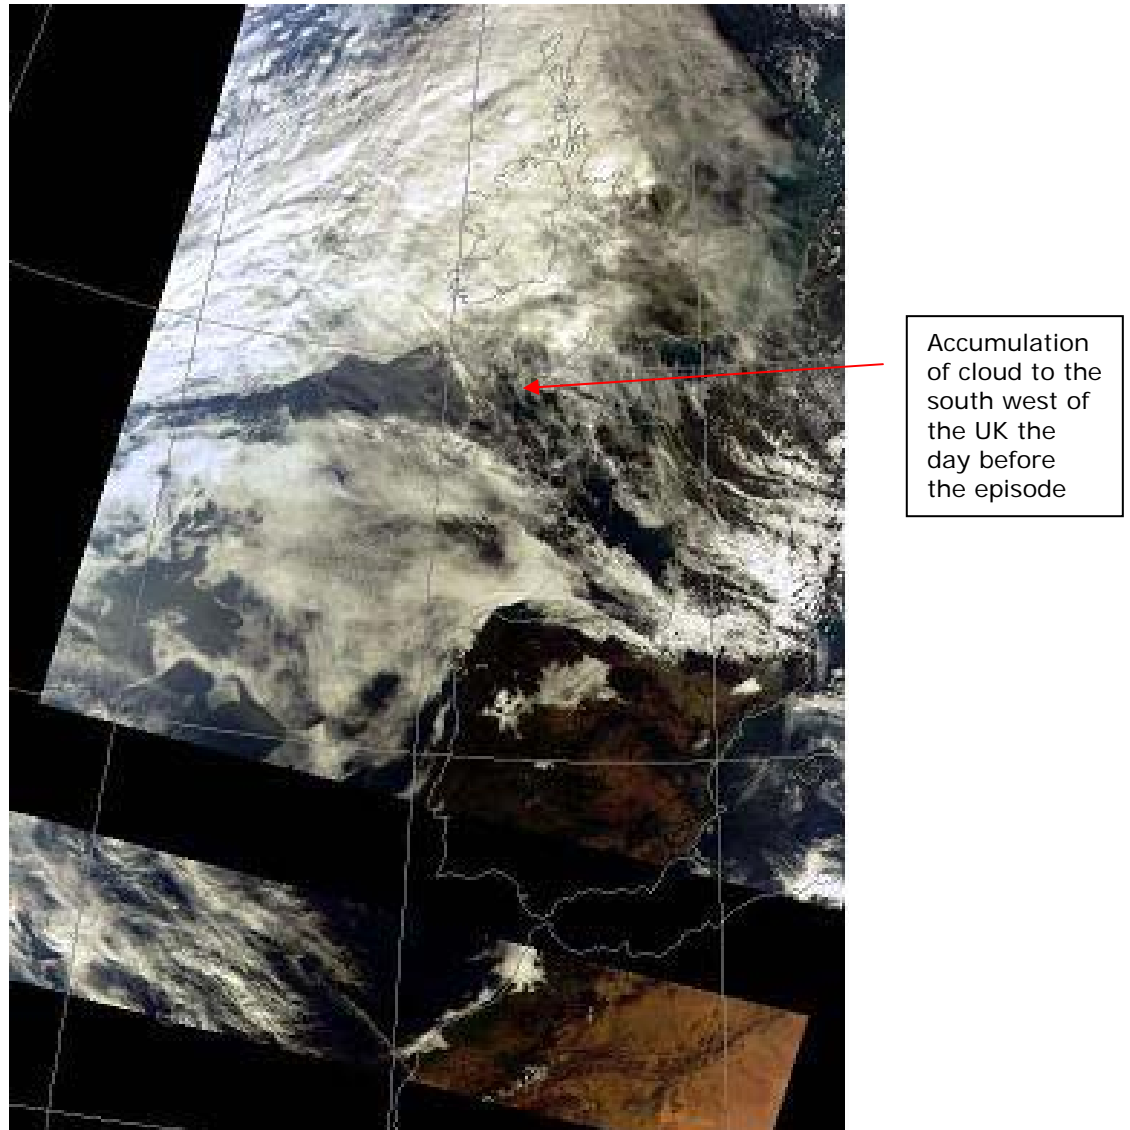 Accumulation
of cloud to the
south west of
the UK the
day before
the episode